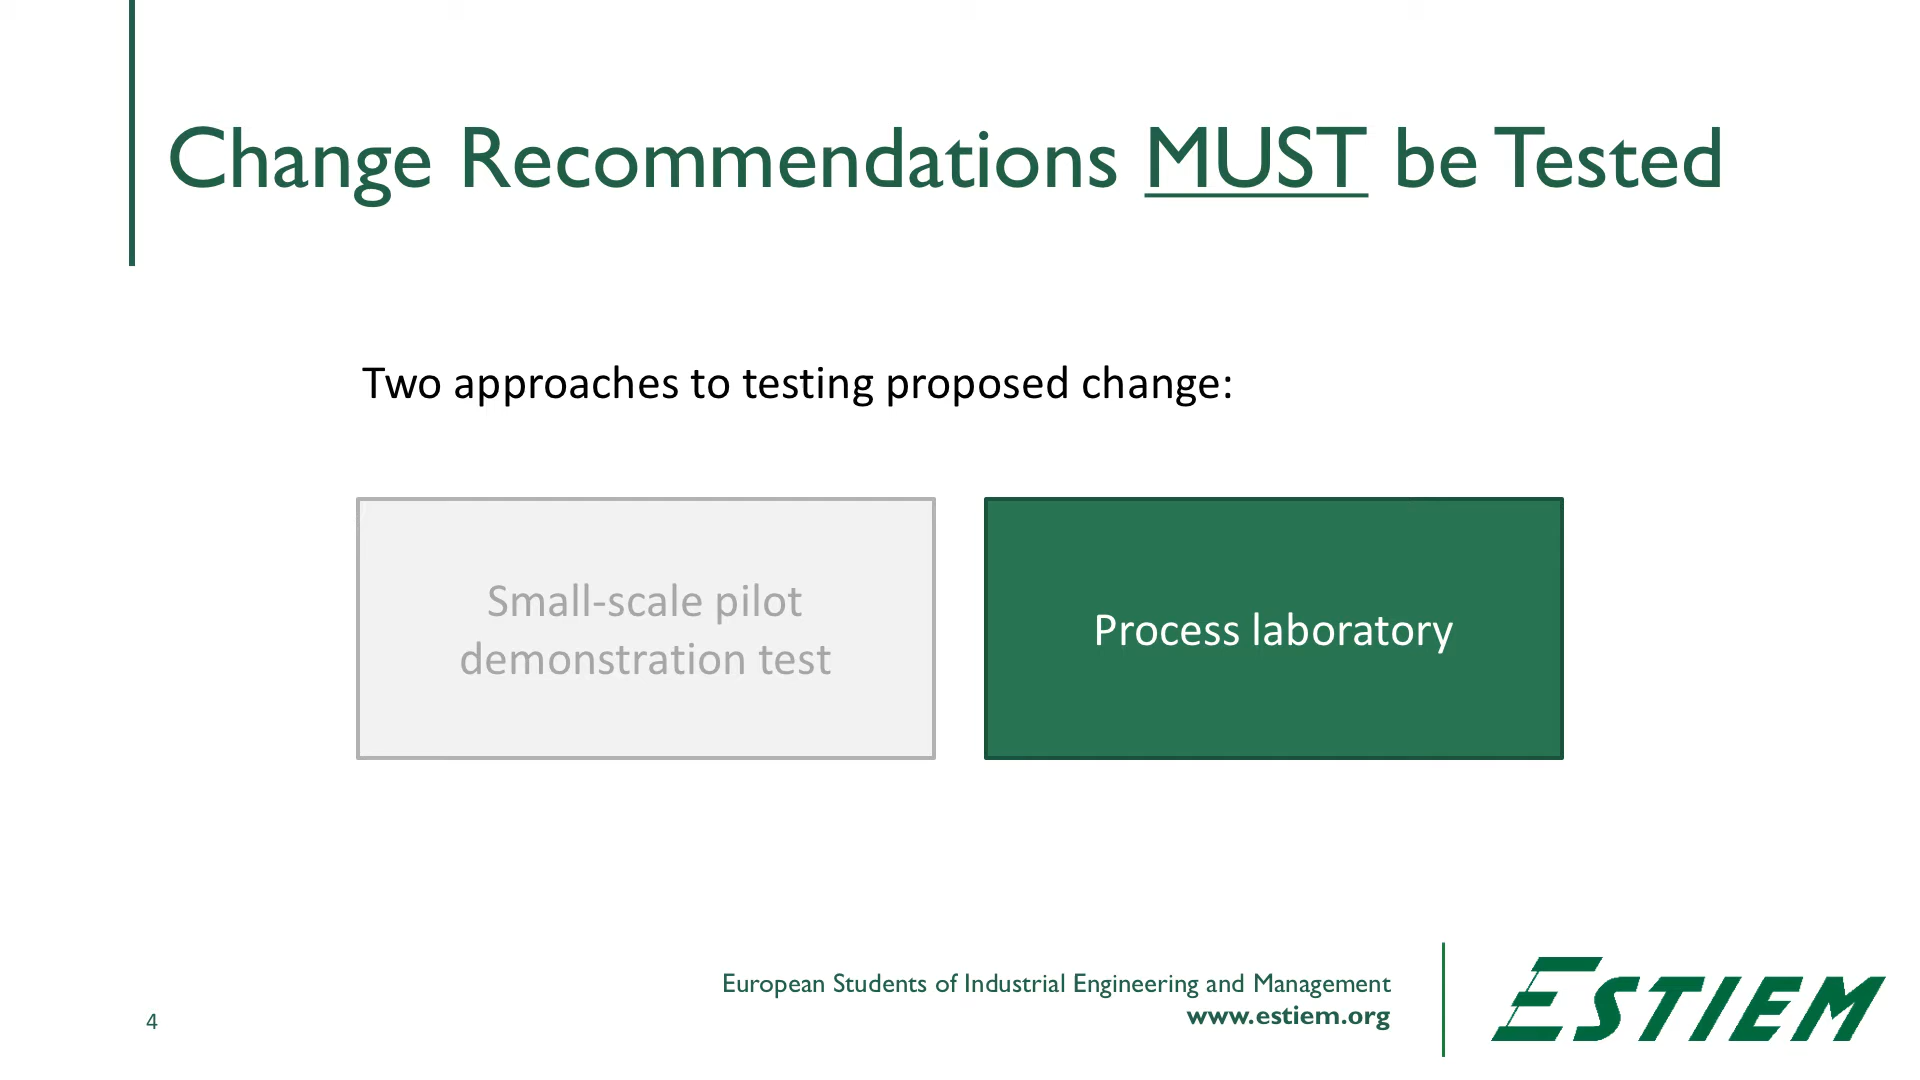 Change Recommendations MUST be Tested
Two approaches to testing proposed change:
Small-scale pilot
demonstration test
Process laboratory
European Students of Industrial Engineering and Management
www.estiem.org
4
ESTIEM